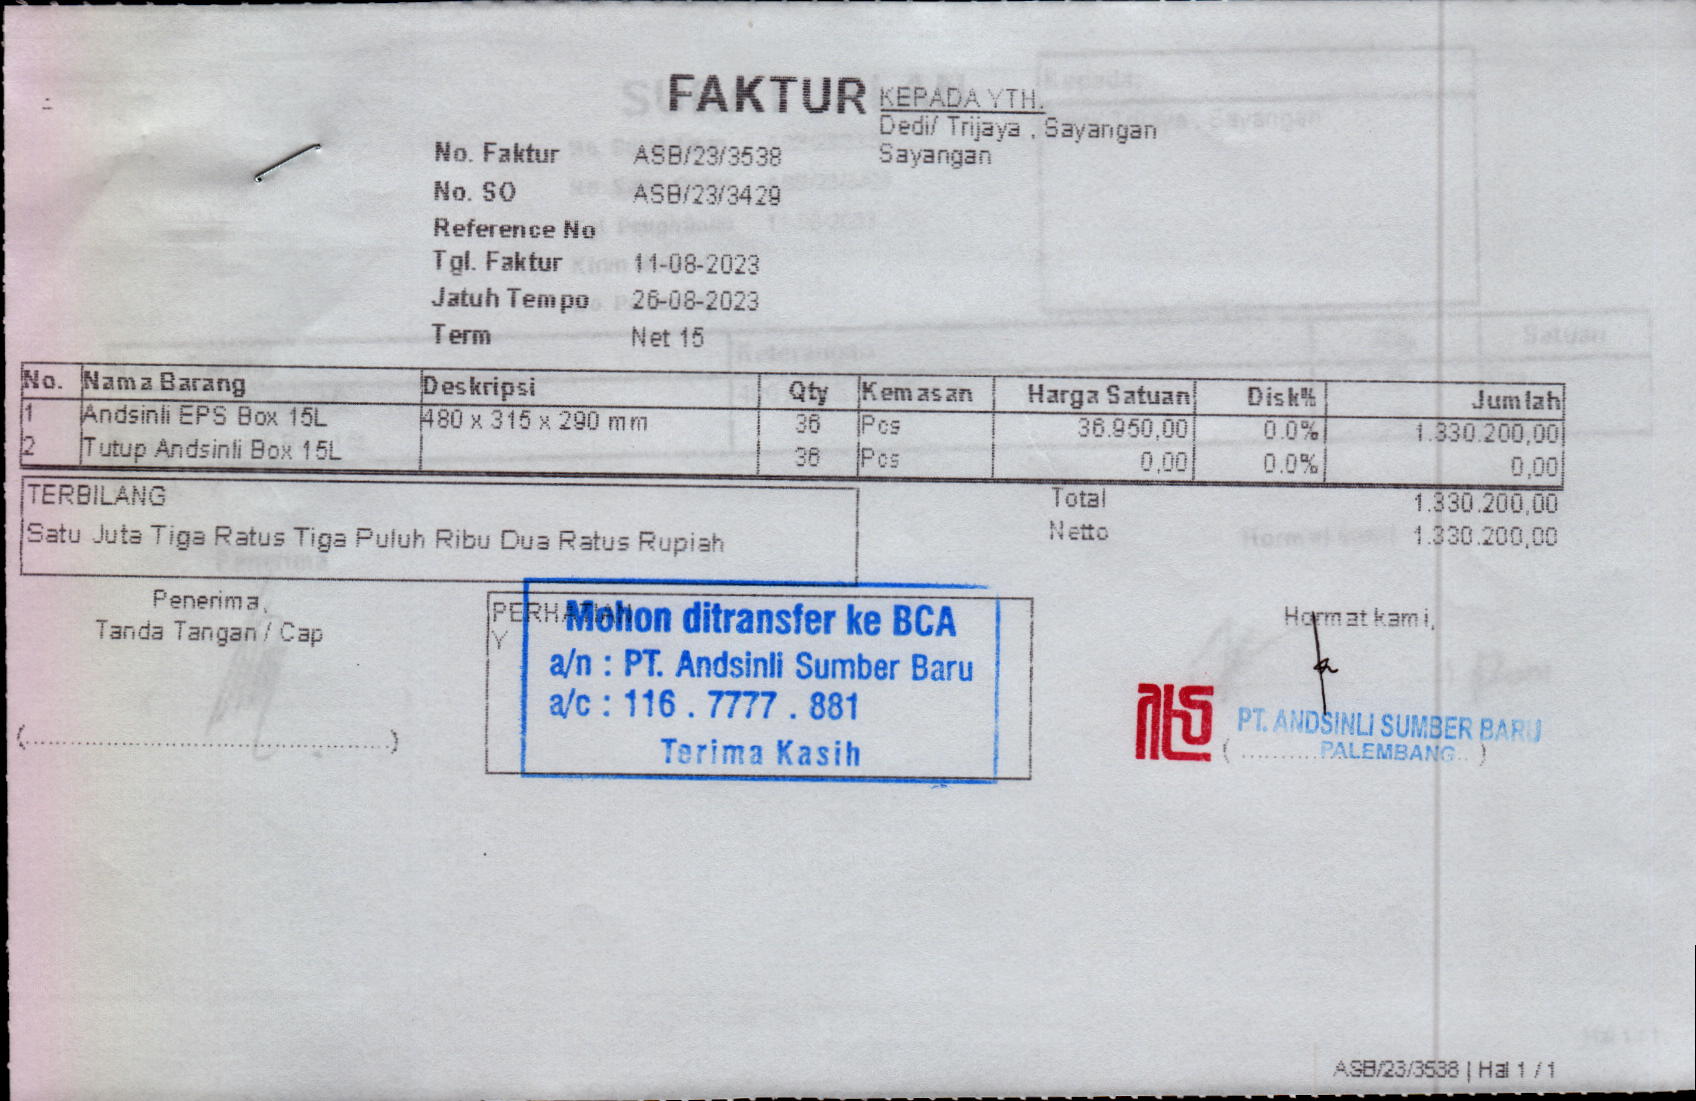 FAKTUR
KEPADA YTH.
Dedi/ Trijaya , Sayangan
Sayangan
No. Faktur ASB/23/3538
No. SO ASB/23/3429
Reference No
Tgl. Faktur 11-08-2023
Jatuh Tempo 26-08-2023
Term Net 15
No. Nama Barang Deskripsi Qty Kemasan Harga Satuan Disk% Jumlah
1 Andsinli EPS Box 15L 480 x 315 x 290 mm 36 Pcs 36.950,00 0.0% 1.330.200,00
2 Tutup Andsinli Box 15L 36 Pcs 0,00 0.0% 0,00
TERBILANG
Satu Juta Tiga Ratus Tiga Puluh Ribu Dua Ratus Rupiah
Total 1.330.200,00
Netto 1.330.200,00
Penerima,
Tanda Tangan / Cap
(....................................................)
PERHATIAN
Y
Mohon ditransfer ke BCA
a/n : PT. Andsinli Sumber Baru
a/c : 116 . 7777 . 881
Terima Kasih
Hormat kami,
PT. ANDSINLI SUMBER BARU
PALEMBANG
ASB/23/3538 | Hal 1 / 1